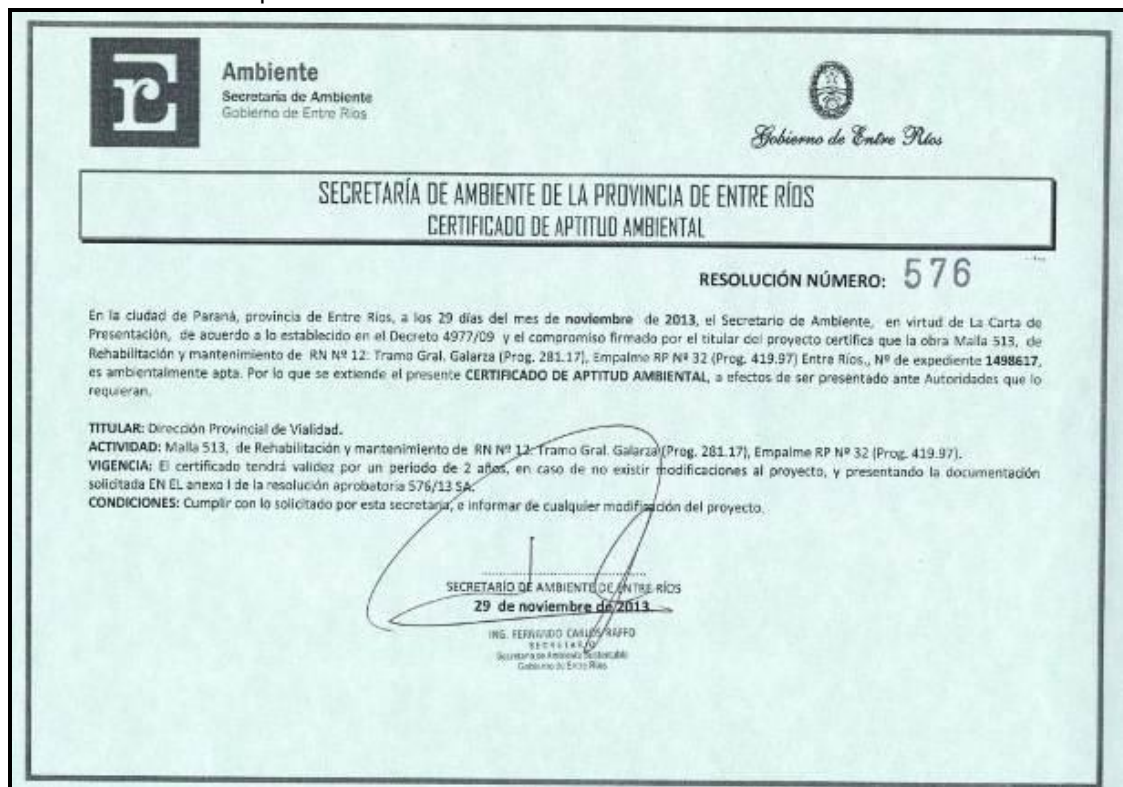 Er
Ambiente
Secretaria de Ambiente
Gobierno de Entre Ríos
Gobierno de Entre Ríos
SECRETARÍA DE AMBIENTE DE LA PROVINCIA DE ENTRE RÍOS
CERTIFICADO DE APTITUD AMBIENTAL
RESOLUCIÓN NÚMERO: 576
En la ciudad de Paraná, provincia de Entre Rios, a los 29 días del mes de noviembre de 2013, el Secretario de Ambiente, en virtud de La Carta de
Presentación, de acuerdo a lo establecido en el Decreto 4977/09 y el compromiso firmado por el titular del proyecto certifica que la obra Malla 513, de
Rehabilitación y mantenimiento de RN Nº 12: Tramo Gral. Galarza (Prog. 281.17), Empalme RP Nº 32 (Prog. 419.97) Entre Ríos., Nº de expediente 1498617,
es ambientalmente apta. Por lo que se extiende el presente CERTIFICADO DE APTITUD AMBIENTAL, a efectos de ser presentado ante Autoridades que lo
requieran.
TITULAR: Dirección Provincial de Vialidad.
ACTIVIDAD: Malla 513, de Rehabilitación y mantenimiento de RN Nº 12: Tramo Gral. Galarza (Prog. 281.17), Empalme RP Nº 32 (Prog. 419.97).
VIGENCIA: El certificado tendrá validez por un periodo de 2 años, en caso de no existir modificaciones al proyecto, y presentando la documentación
solicitada EN EL anexo I de la resolución aprobatoria 576/13 SA.
CONDICIONES: Cumplir con lo solicitado por esta secretaria, e informar de cualquier modificación del proyecto.
SECRETARÍO DE AMBIENTE DE ENTRE RÍOS
29 de noviembre de 2013
ING. FERNANDO CARLOS RAFFO
SECRETARIO
Secretaria de Ambiente Sustentable
Gobierno de Entre Ríos